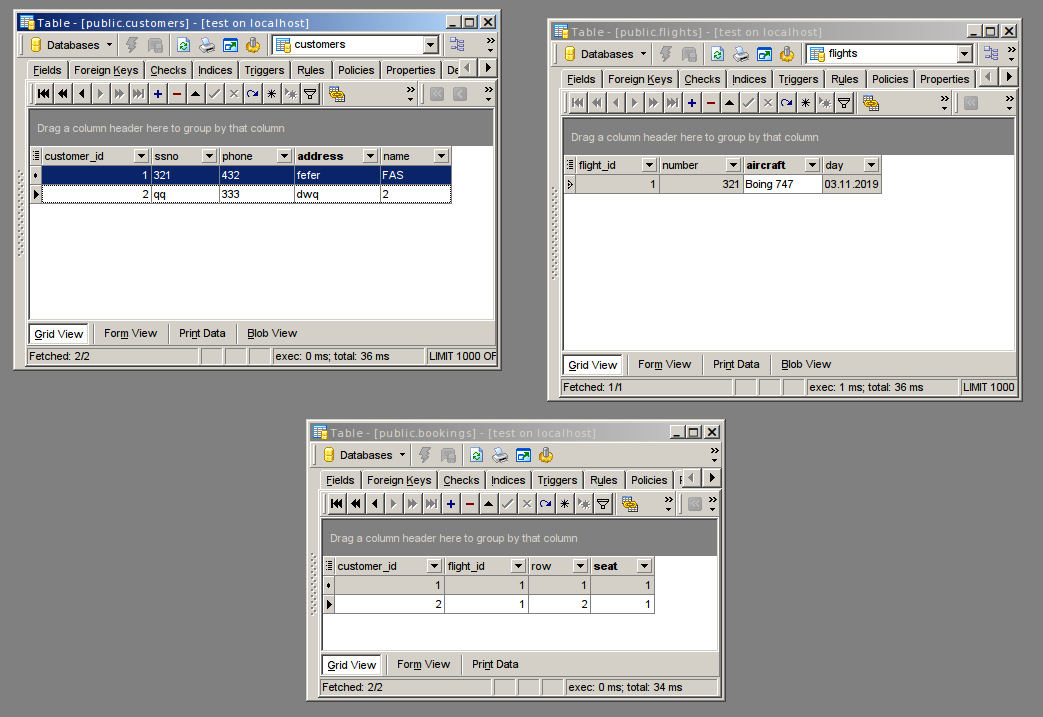 Table - [public.customers] - [test on localhost]
Databases customers
Fields Foreign Keys Checks Indices Triggers Rules Policies Properties De
Drag a column header here to group by that column
customer_id ssno phone address name
1 321 432 fefer FAS
2 qq 333 dwq 2
Grid View Form View Print Data Blob View
Fetched: 2/2 exec: 0 ms; total: 36 ms LIMIT 1000 OF
Table - [public.flights] - [test on localhost]
Databases flights
Fields Foreign Keys Checks Indices Triggers Rules Policies Properties
Drag a column header here to group by that column
flight_id number aircraft day
1 321 Boing 747 03.11.2019
Grid View Form View Print Data Blob View
Fetched: 1/1 exec: 1 ms; total: 36 ms LIMIT 1000
Table - [public.bookings] - [test on localhost]
Databases
Fields Foreign Keys Checks Indices Triggers Rules Policies
Drag a column header here to group by that column
customer_id flight_id row seat
1 1 1 1
2 1 2 1
Grid View Form View Print Data
Fetched: 2/2 exec: 0 ms; total: 34 ms